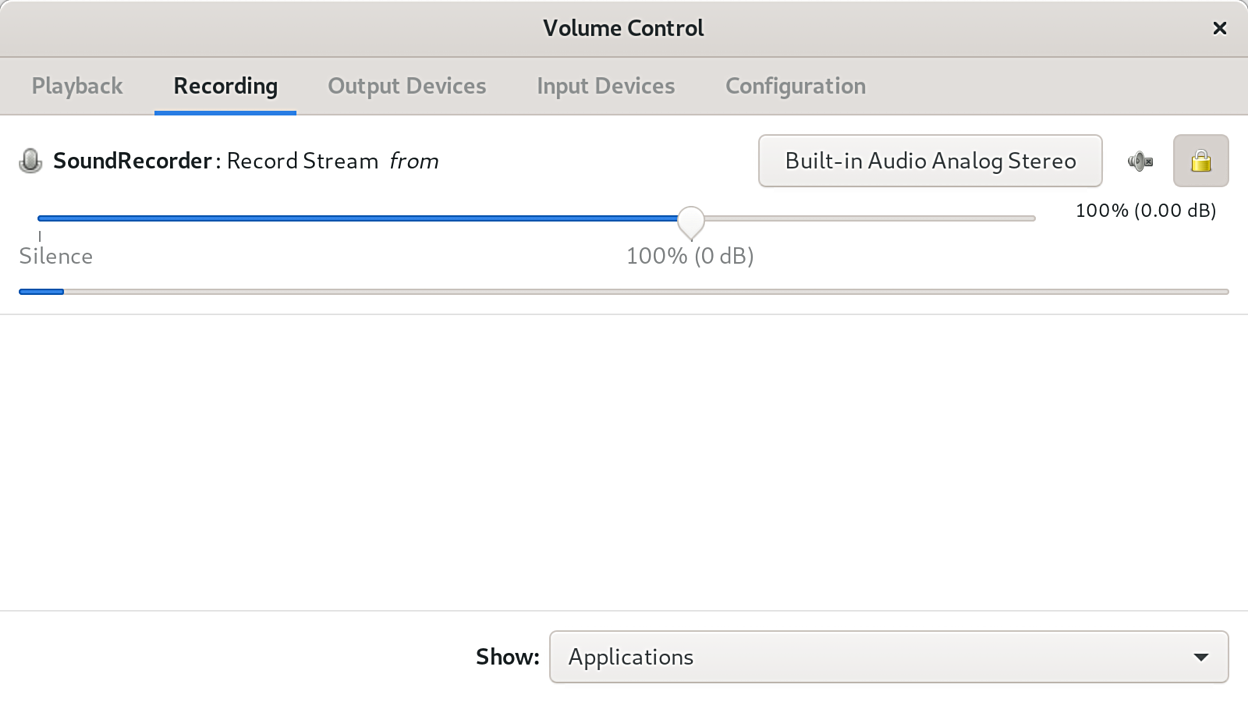 Volume Control
Playback Recording Output Devices Input Devices Configuration
SoundRecorder: Record Stream from Built-in Audio Analog Stereo
100% (0.00 dB)
Silence 100% (0 dB)
Show: Applications